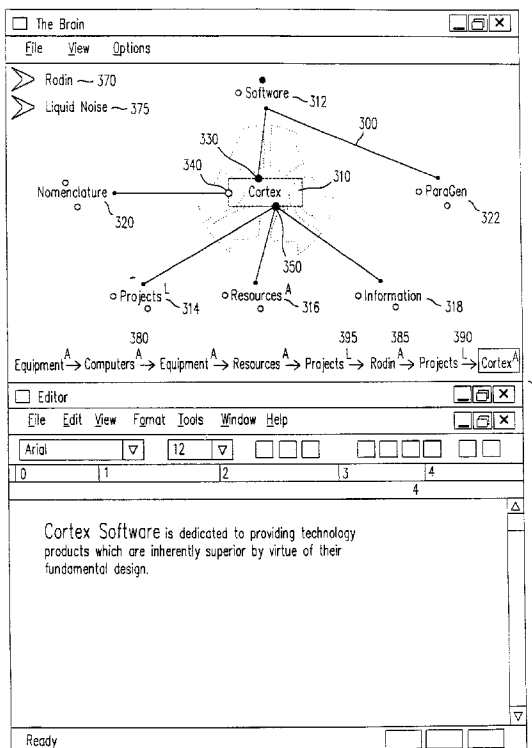 The Brain
File View Options
Rodin 370
Software 312
Liquid Noise 375
300
330
340
310
Cortex
Nomenclature
320
ParaGen
322
350
Projects L 314
Resources A 316
Information 318
380 395 385 390
Equipment A → Computers A → Equipment A → Resources A → Projects L → Rodin A → Projects L → Cortex A
Editor
File Edit View Fomat Tools Window Help
Arial 12
0 1 2 3 4
4
Cortex Software is dedicated to providing technology
products which are inherently superior by virtue of their
fundamental design.
Ready